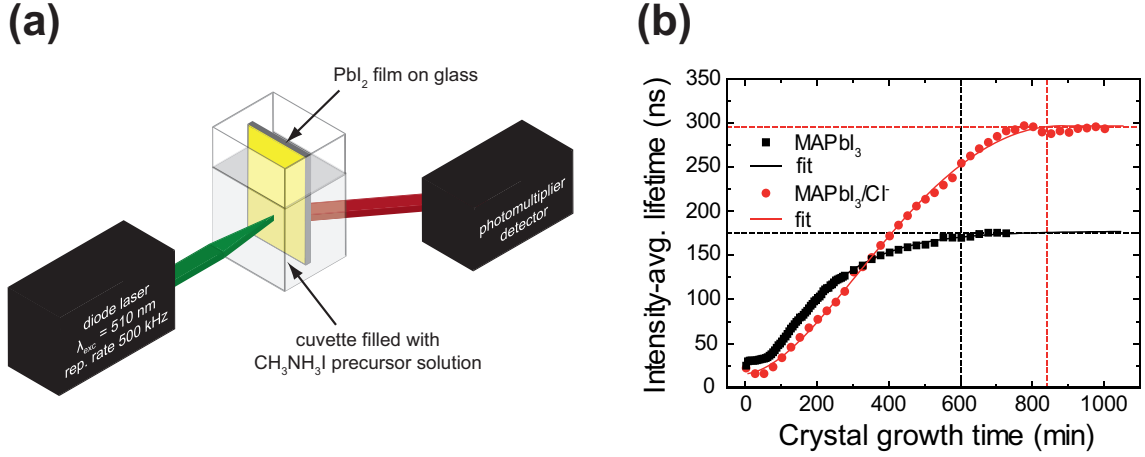 (a)
PbI₂ film on glass
photomultiplier
detector
diode laser
λexc = 510 nm
rep. rate 500 kHz
cuvette filled with
CH₃NH₃I precursor solution
(b)
Intensity-avg. lifetime (ns)
350
300
250
200
150
100
50
0
MAPbI₃
fit
MAPbI₃/Cl⁻
fit
0 200 400 600 800 1000
Crystal growth time (min)